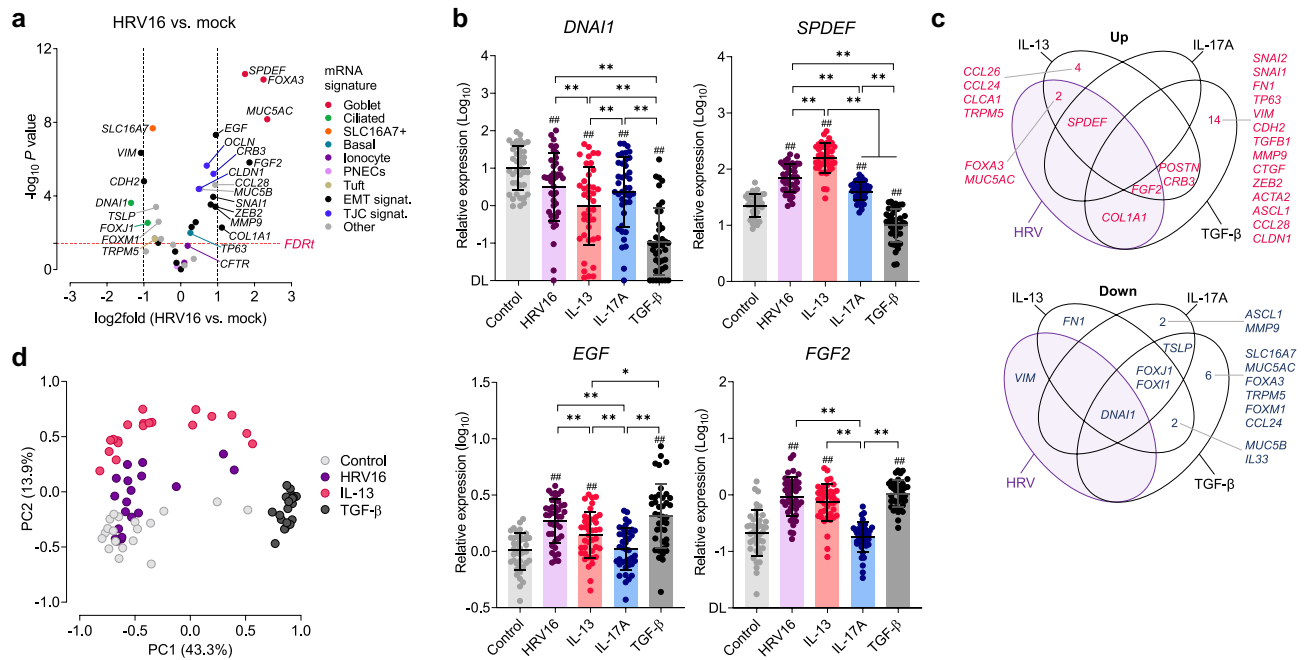 a
HRV16 vs. mock
-log10 P value
12
9
6
3
0
-3
-2
-1
0
1
2
3
log2fold (HRV16 vs. mock)
SPDEF
FOXA3
MUC5AC
SLC16A7
EGF
VIM
OCLN
CRB3
FGF2
CDH2
CLDN1
CCL28
MUC5B
DNAI1
SNAI1
TSLP
ZEB2
FOXJ1
MMP9
FOXM1
COL1A1
FDRt
TRPM5
TP63
CFTR
mRNA
signature
Goblet
Ciliated
SLC16A7+
Basal
Ionocyte
PNECs
Tuft
EMT signat.
TJC signat.
Other
b
DNAI1
Relative expression (Log10)
4
3
2
1
0
-1
DL
**
**
**
**
**
##
##
##
##
Control
HRV16
IL-13
IL-17A
TGF-β
SPDEF
Relative expression (Log10)
4
3
2
1
0
**
**
**
**
**
##
##
##
##
Control
HRV16
IL-13
IL-17A
TGF-β
EGF
Relative expression (log10)
1.5
1.0
0.5
0.0
-0.5
*
**
**
**
**
##
##
##
Control
HRV16
IL-13
IL-17A
TGF-β
FGF2
Relative expression (Log10)
2
1
0
-1
DL
**
**
**
##
##
##
Control
HRV16
IL-13
IL-17A
TGF-β
c
Up
IL-13
IL-17A
HRV
TGF-β
CCL26
CCL24
CLCA1
TRPM5
4
2
FOXA3
MUC5AC
SPDEF
POSTN
CRB3
FGF2
COL1A1
14
SNAI2
SNAI1
FN1
TP63
VIM
CDH2
TGFB1
MMP9
CTGF
ZEB2
ACTA2
ASCL1
CCL28
CLDN1
Down
IL-13
IL-17A
HRV
TGF-β
FN1
2
ASCL1
MMP9
TSLP
VIM
FOXJ1
FOXI1
6
SLC16A7
MUC5AC
FOXA3
TRPM5
FOXM1
CCL24
DNAI1
2
MUC5B
IL33
d
PC2 (13.9%)
1.0
0.5
0.0
-0.5
-1.0
-1.0
-0.5
0.0
0.5
1.0
PC1 (43.3%)
Control
HRV16
IL-13
TGF-β